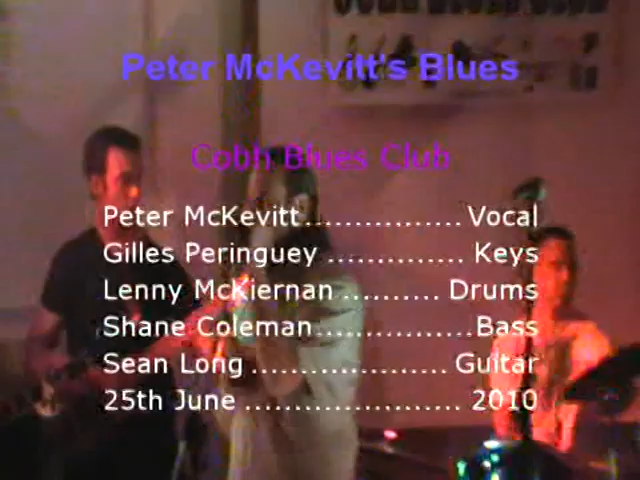 Peter McKevitt's Blues
Cobh Blues Club
Peter McKevitt................Vocal
Gilles Peringuey ..............Keys
Lenny McKiernan ..........Drums
Shane Coleman................Bass
Sean Long ....................Guitar
25th June ......................2010